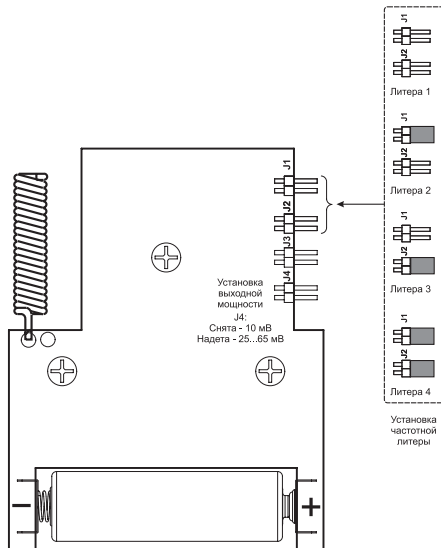 J1
J2
Литера 1
J1
J2
Литера 2
J1
J2
Литера 3
J1
J2
Литера 4
Установка
частотной
литеры
J1
J2
J3
J4
Установка
выходной
мощности
J4:
Снята - 10 мВ
Надета - 25...65 мВ
−
+